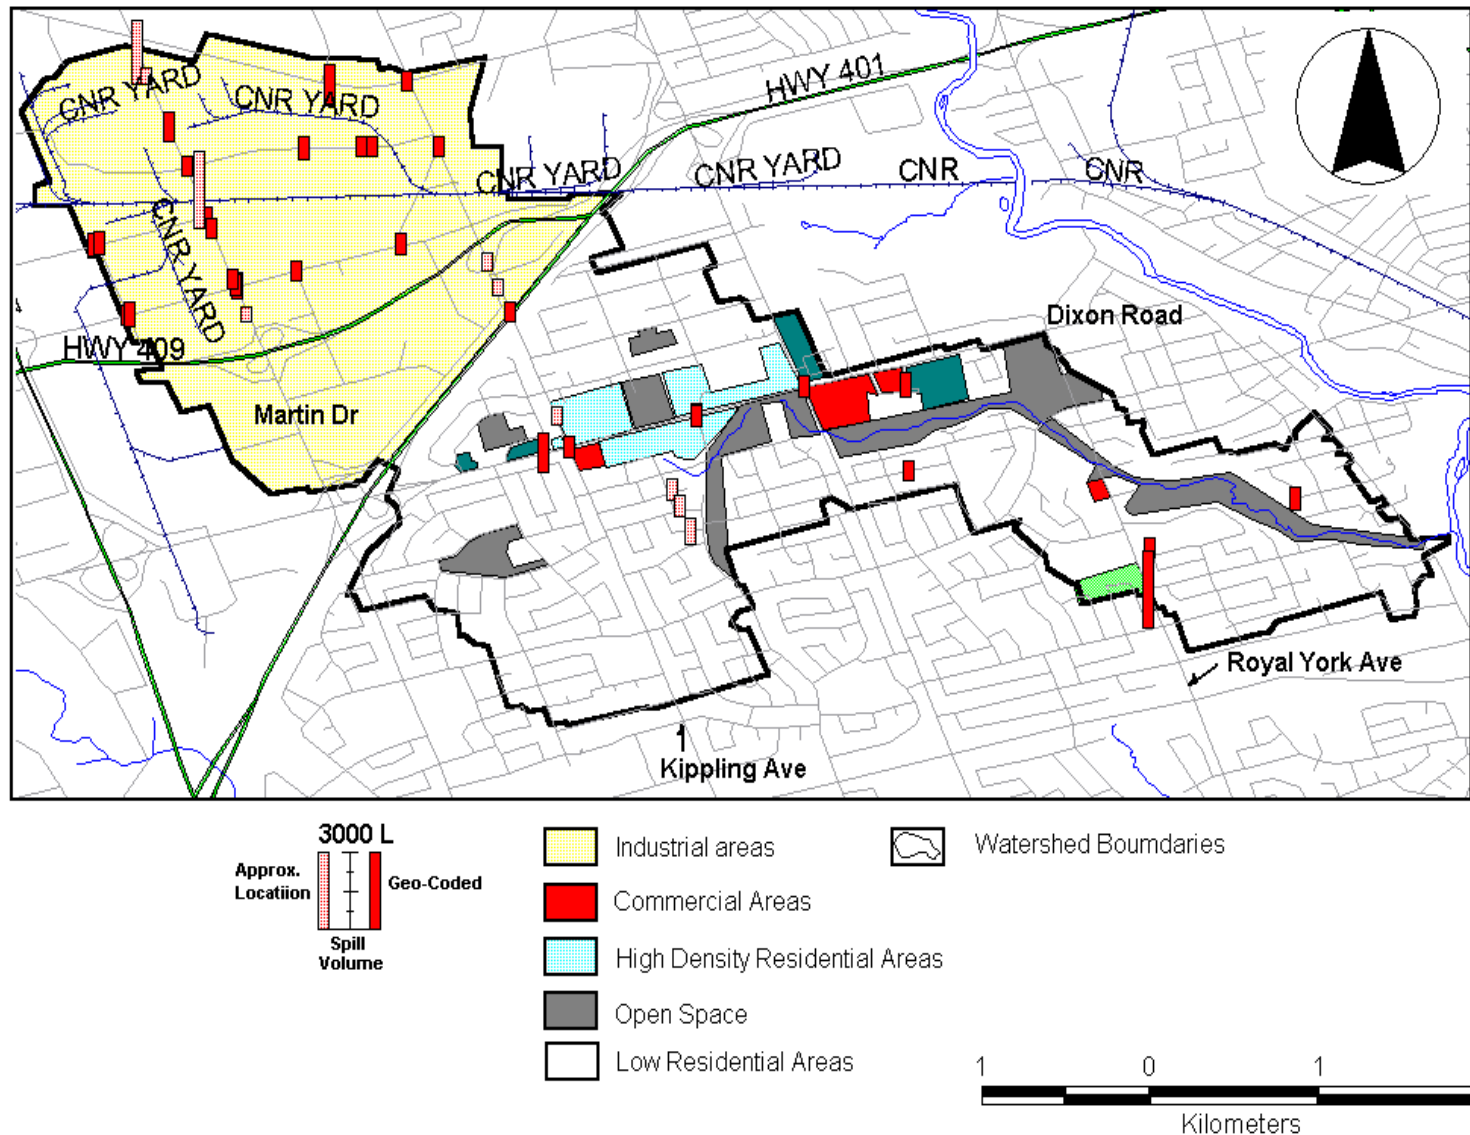 HWY 401
CNR YARD
CNR YARD
CNR YARD
CNR YARD
CNR
CNR
CNR YARD
Dixon Road
HWY 409
Martin Dr
Royal York Ave
Kippling Ave
3000 L
Approx.
Locatiion
Geo-Coded
Spill
Volume
Industrial areas
Commercial Areas
High Density Residential Areas
Open Space
Low Residential Areas
Watershed Boumdaries
1 0 1
Kilometers